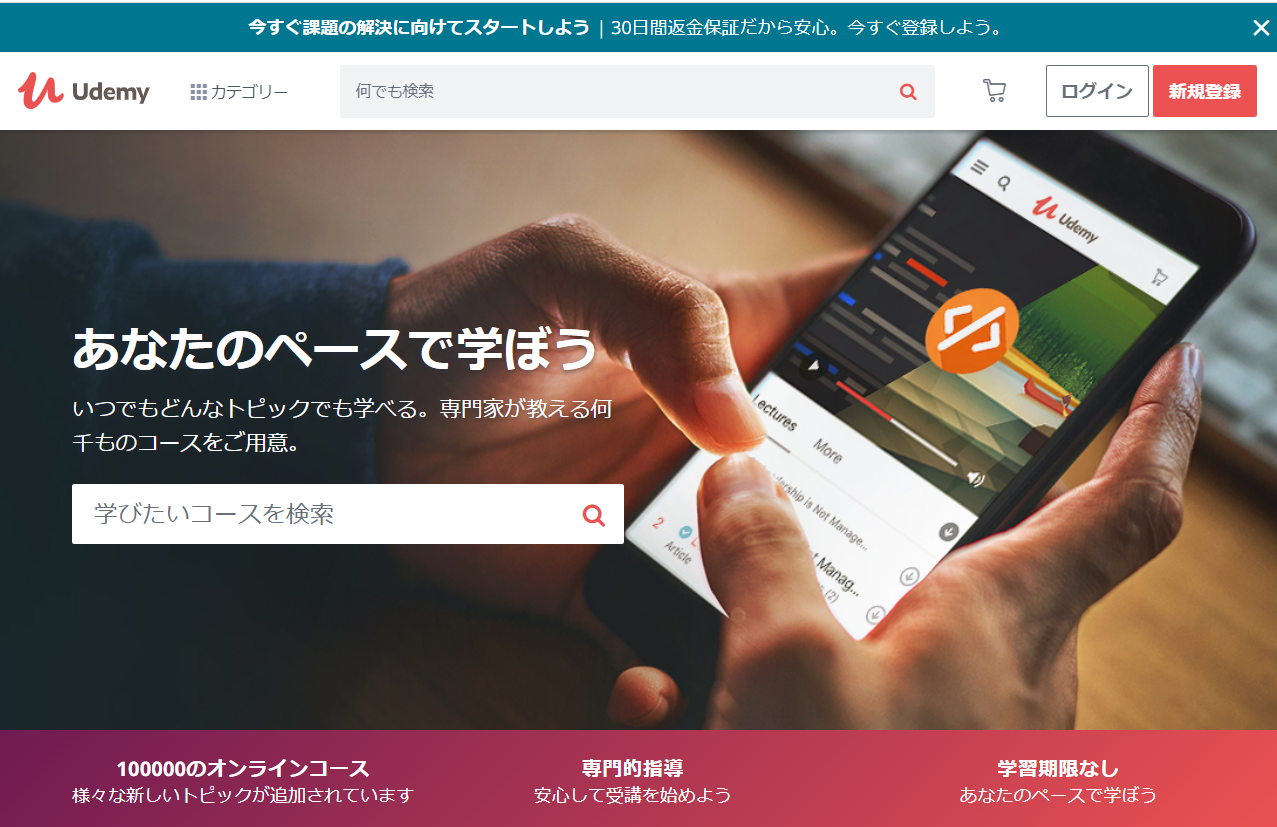 今すぐ課題の解決に向けてスタートしよう | 30日間返金保証だから安心。今すぐ登録しよう。
Udemy
カテゴリー
何でも検索
ログイン
新規登録
Udemy
あなたのペースで学ぼう
いつでもどんなトピックでも学べる。専門家が教える何
千ものコースをご用意。
学びたいコースを検索
Lectures
More
is Not Manage...
2
Article
Manag...
(2)
100000のオンラインコース
様々な新しいトピックが追加されています
専門的指導
安心して受講を始めよう
学習期限なし
あなたのペースで学ぼう